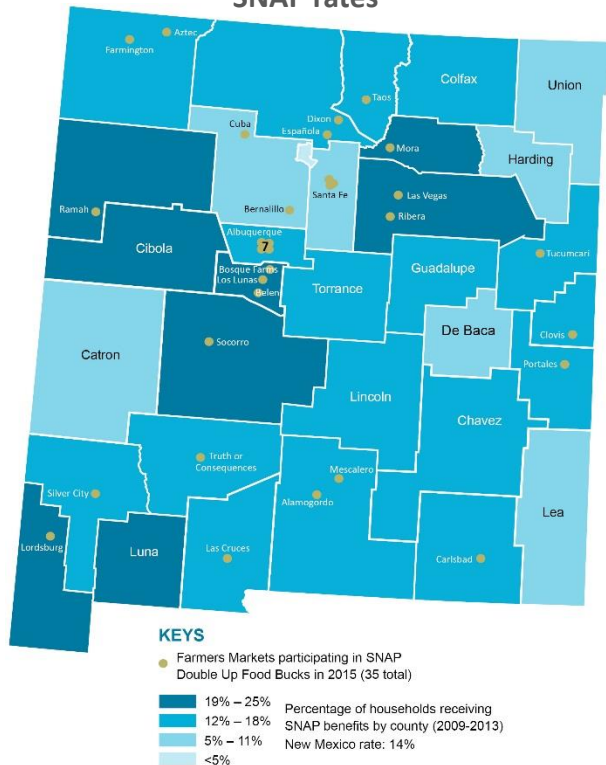 SNAP rates
Aztec
Farmington
Colfax
Union
Taos
Dixon
Cuba
Española
Mora
Harding
Santa Fe
Las Vegas
Ramah
Bernalillo
Ribera
Albuquerque
7
Cibola
Tucumcari
Bosque Farms
Guadalupe
Los Lunas
Torrance
Belen
De Baca
Clovis
Socorro
Catron
Portales
Lincoln
Chavez
Truth or
Consequences
Mescalero
Silver City
Alamogordo
Lea
Lordsburg
Luna
Las Cruces
Carlsbad
KEYS
Farmers Markets participating in SNAP
Double Up Food Bucks in 2015 (35 total)
19% – 25%
12% – 18%
5% – 11%
<5%
Percentage of households receiving
SNAP benefits by county (2009-2013)
New Mexico rate: 14%